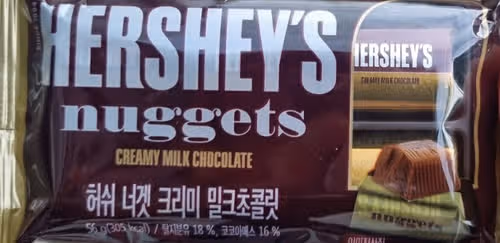 HERSHEY'S
nuggets
CREAMY MILK CHOCOLATE
허쉬 너겟 크리미 밀크초콜릿
56 g(305 kcal) / 탈지분유 18 %, 코코아매스 16 %
HERSHEY'S
CREAMY MILK CHOCOLATE
nuggets